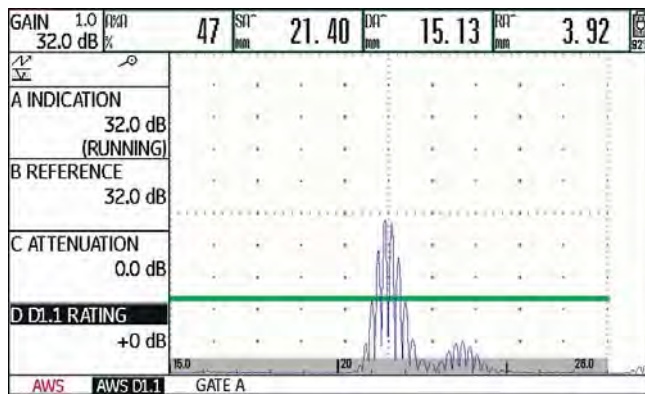 GAIN 1.0 A%A 47 SA^ 21.40 DA^ 15.13 RA^ 3.92
32.0 dB % mm mm mm
A INDICATION
32.0 dB
(RUNNING)
B REFERENCE
32.0 dB
C ATTENUATION
0.0 dB
D D1.1 RATING
+0 dB
15.0 20 28.0
AWS AWS D1.1 GATE A